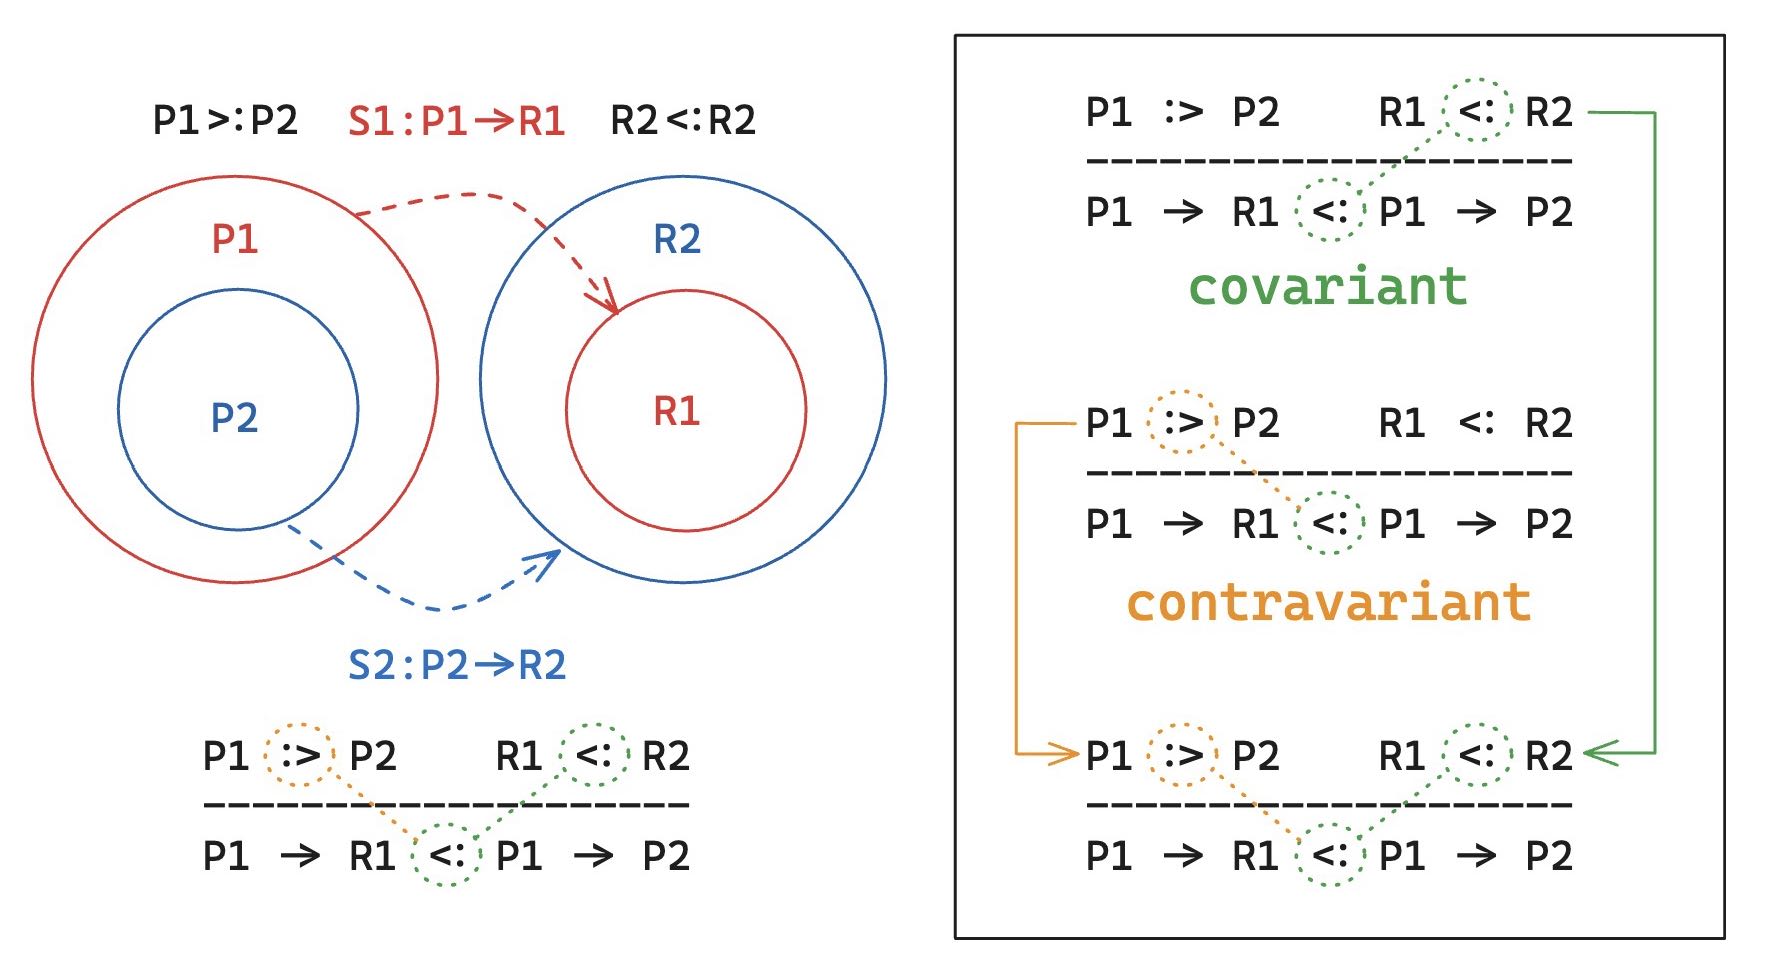 P1>:P2 S1:P1→R1 R2<:R2
P1
R2
P2
R1
S2:P2→R2
P1 :> P2 R1 <: R2
P1 → R1 <: P1 → P2
P1 :> P2 R1 <: R2
P1 → R1 <: P1 → P2
covariant
P1 :> P2 R1 <: R2
P1 → R1 <: P1 → P2
contravariant
P1 :> P2 R1 <: R2
P1 → R1 <: P1 → P2